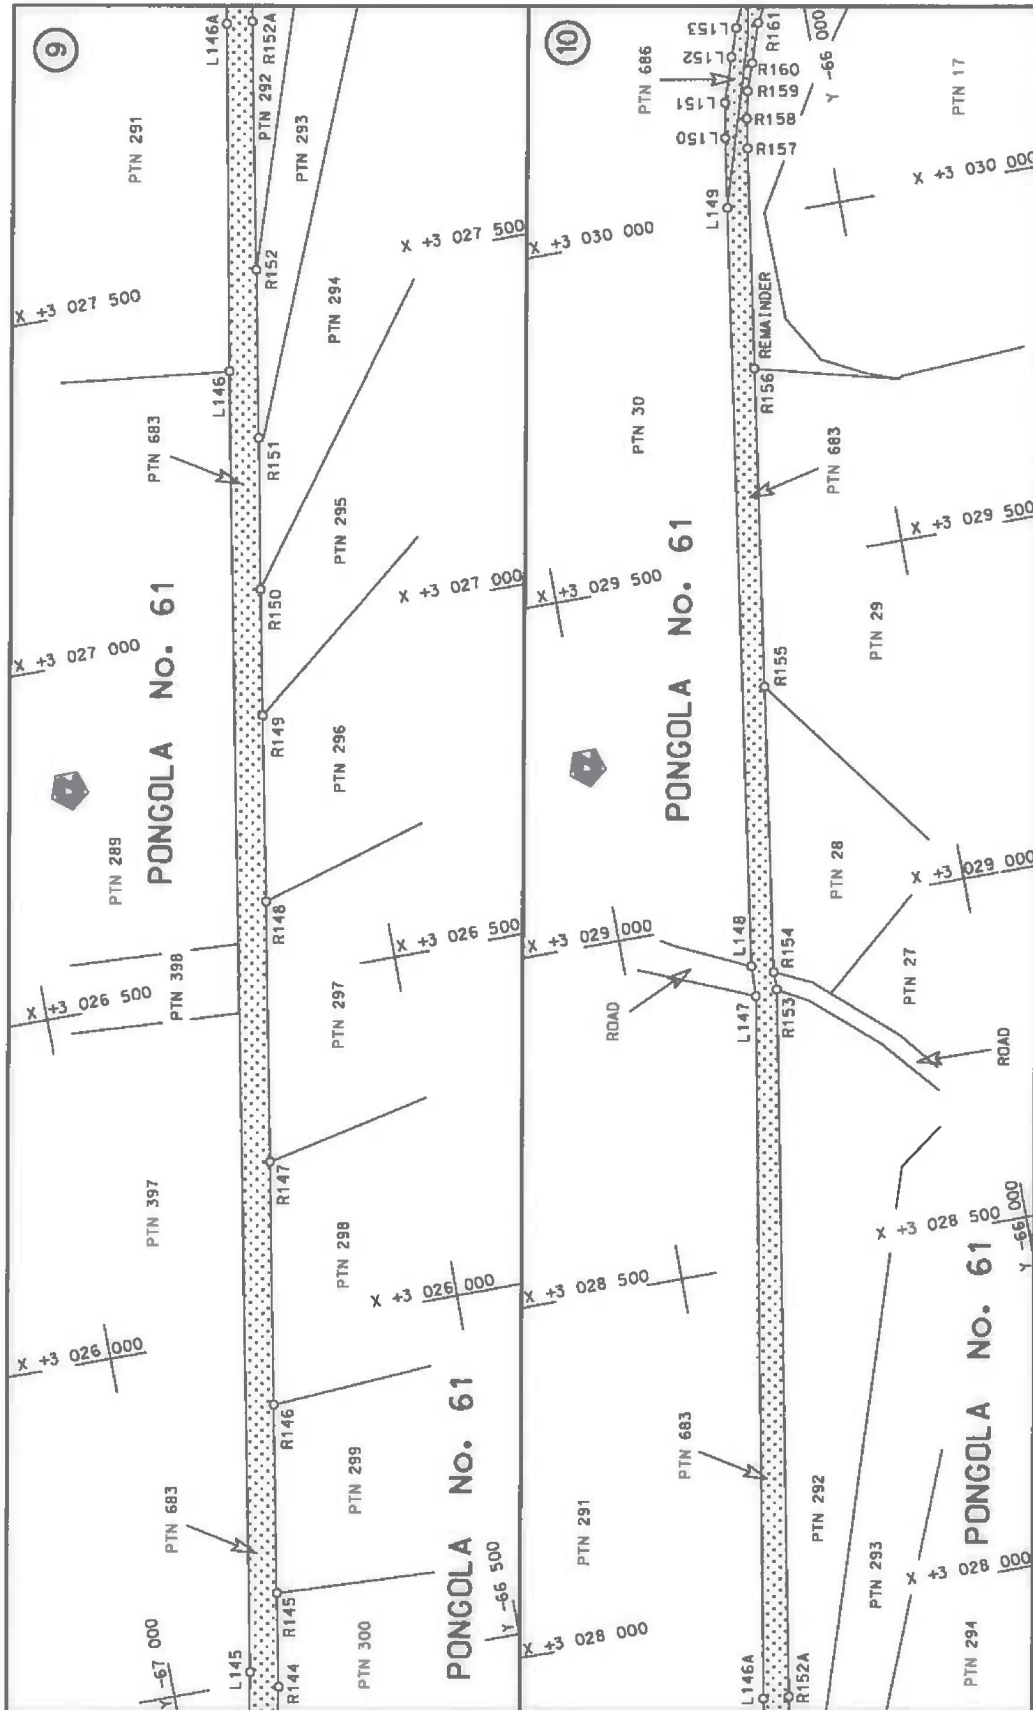 9
L146A
R152A
PTN 291
PTN 292
PTN 293
X +3 027 500
X +3 027 500
R152
PTN 294
L146
PTN 683
R151
PTN 295
R150
X +3 027 000
X +3 027 000
PONGOLA No. 61
R149
PTN 296
PTN 289
R148
X +3 026 500
X +3 026 500
PTN 398
PTN 297
R147
PTN 397
PTN 298
X +3 026 000
X +3 026 000
R146
PTN 299
PONGOLA No. 61
PTN 683
R145
Y -66 500
Y -67 000
L145
R144
PTN 300
10
L153
L152
R161
Y -66 000
PTN 686
R160
L151
R159
PTN 17
L150
R158
R157
X +3 030 000
L149
X +3 030 000
REMAINDER
R156
PTN 30
PTN 683
X +3 029 500
X +3 029 500
PONGOLA No. 61
PTN 29
R155
PTN 28
X +3 029 000
X +3 029 000
L148
R154
PTN 27
L147
R153
ROAD
ROAD
X +3 028 500
Y -66 000
X +3 028 500
PONGOLA No. 61
PTN 683
PTN 292
PTN 291
PTN 293
X +3 028 000
X +3 028 000
L146A
R152A
PTN 294